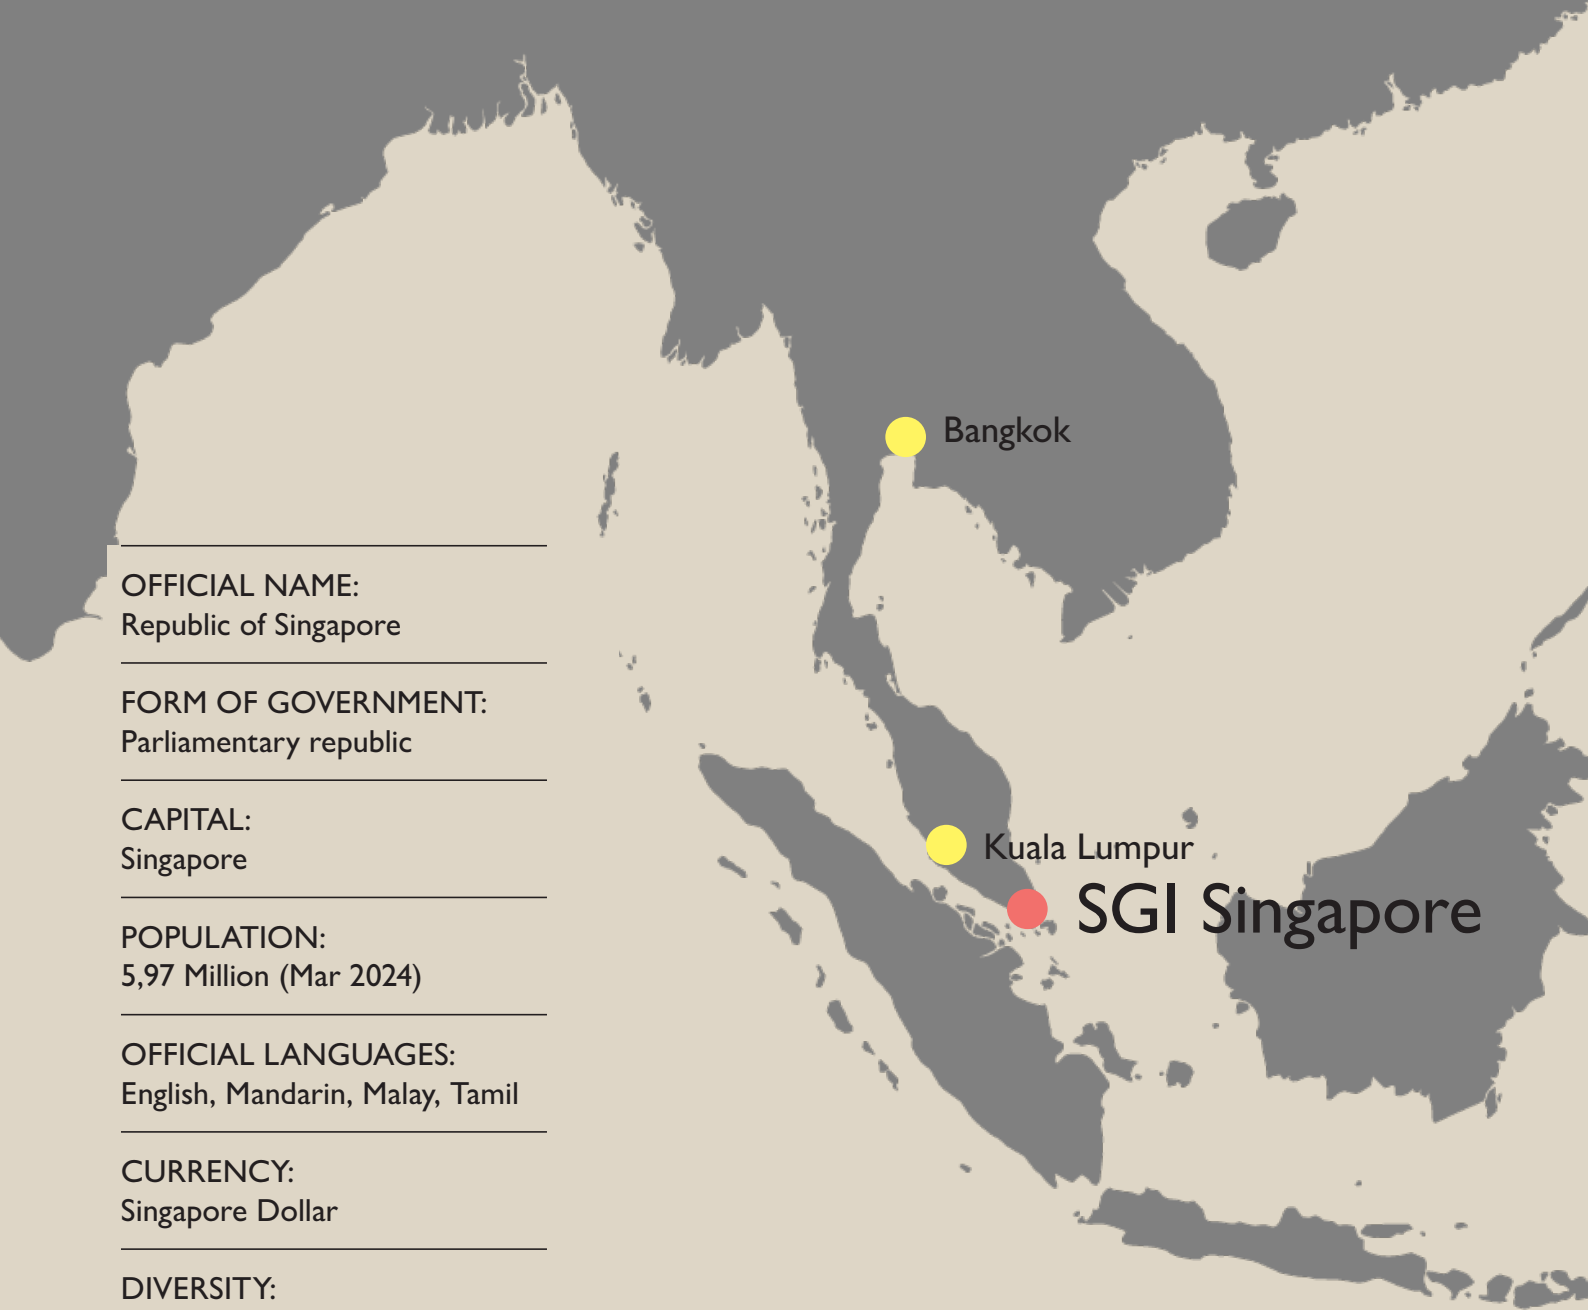 Bangkok
OFFICIAL NAME:
Republic of Singapore
FORM OF GOVERNMENT:
Parliamentary republic
CAPITAL:
Singapore
Kuala Lumpur
SGI Singapore
POPULATION:
5,97 Million (Mar 2024)
OFFICIAL LANGUAGES:
English, Mandarin, Malay, Tamil
CURRENCY:
Singapore Dollar
DIVERSITY: